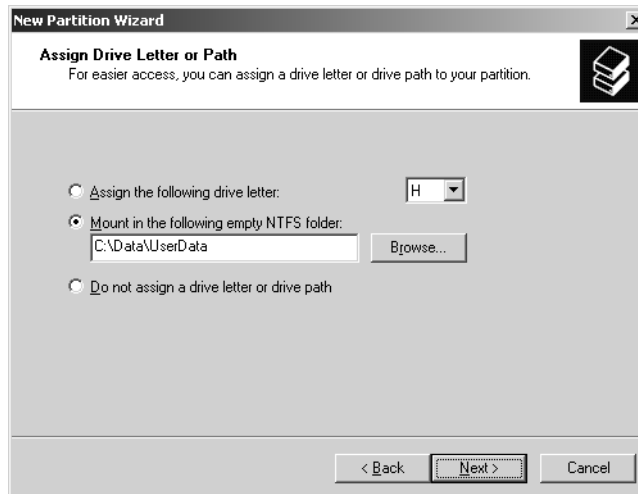 New Partition Wizard
Assign Drive Letter or Path
For easier access, you can assign a drive letter or drive path to your partition.
Assign the following drive letter: H
Mount in the following empty NTFS folder:
C:\Data\UserData Browse...
Do not assign a drive letter or drive path
< Back Next > Cancel